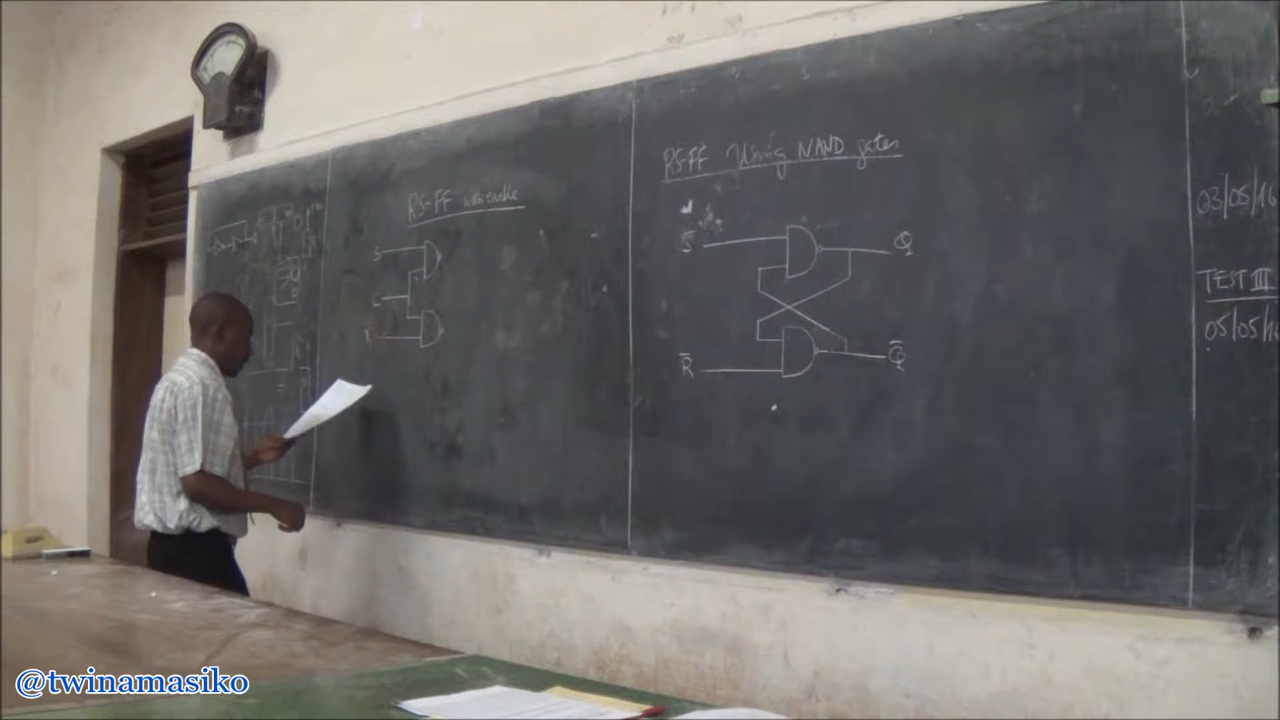 RS-FF with enable
S
C
RS-FF Using NAND gates
S̅
Q
R̅
Q̅
03/05/16
TEST III
05/05/16
@twinamasiko